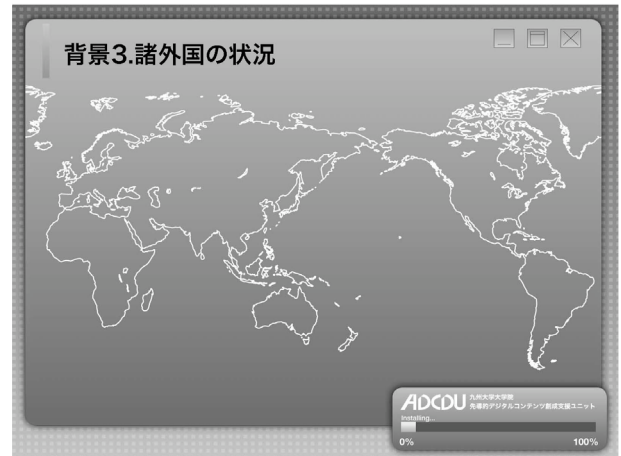 背景3.諸外国の状況
ADCDU
九州大学大学院
先導的デジタルコンテンツ創成支援ユニット
Installing...
0%
100%